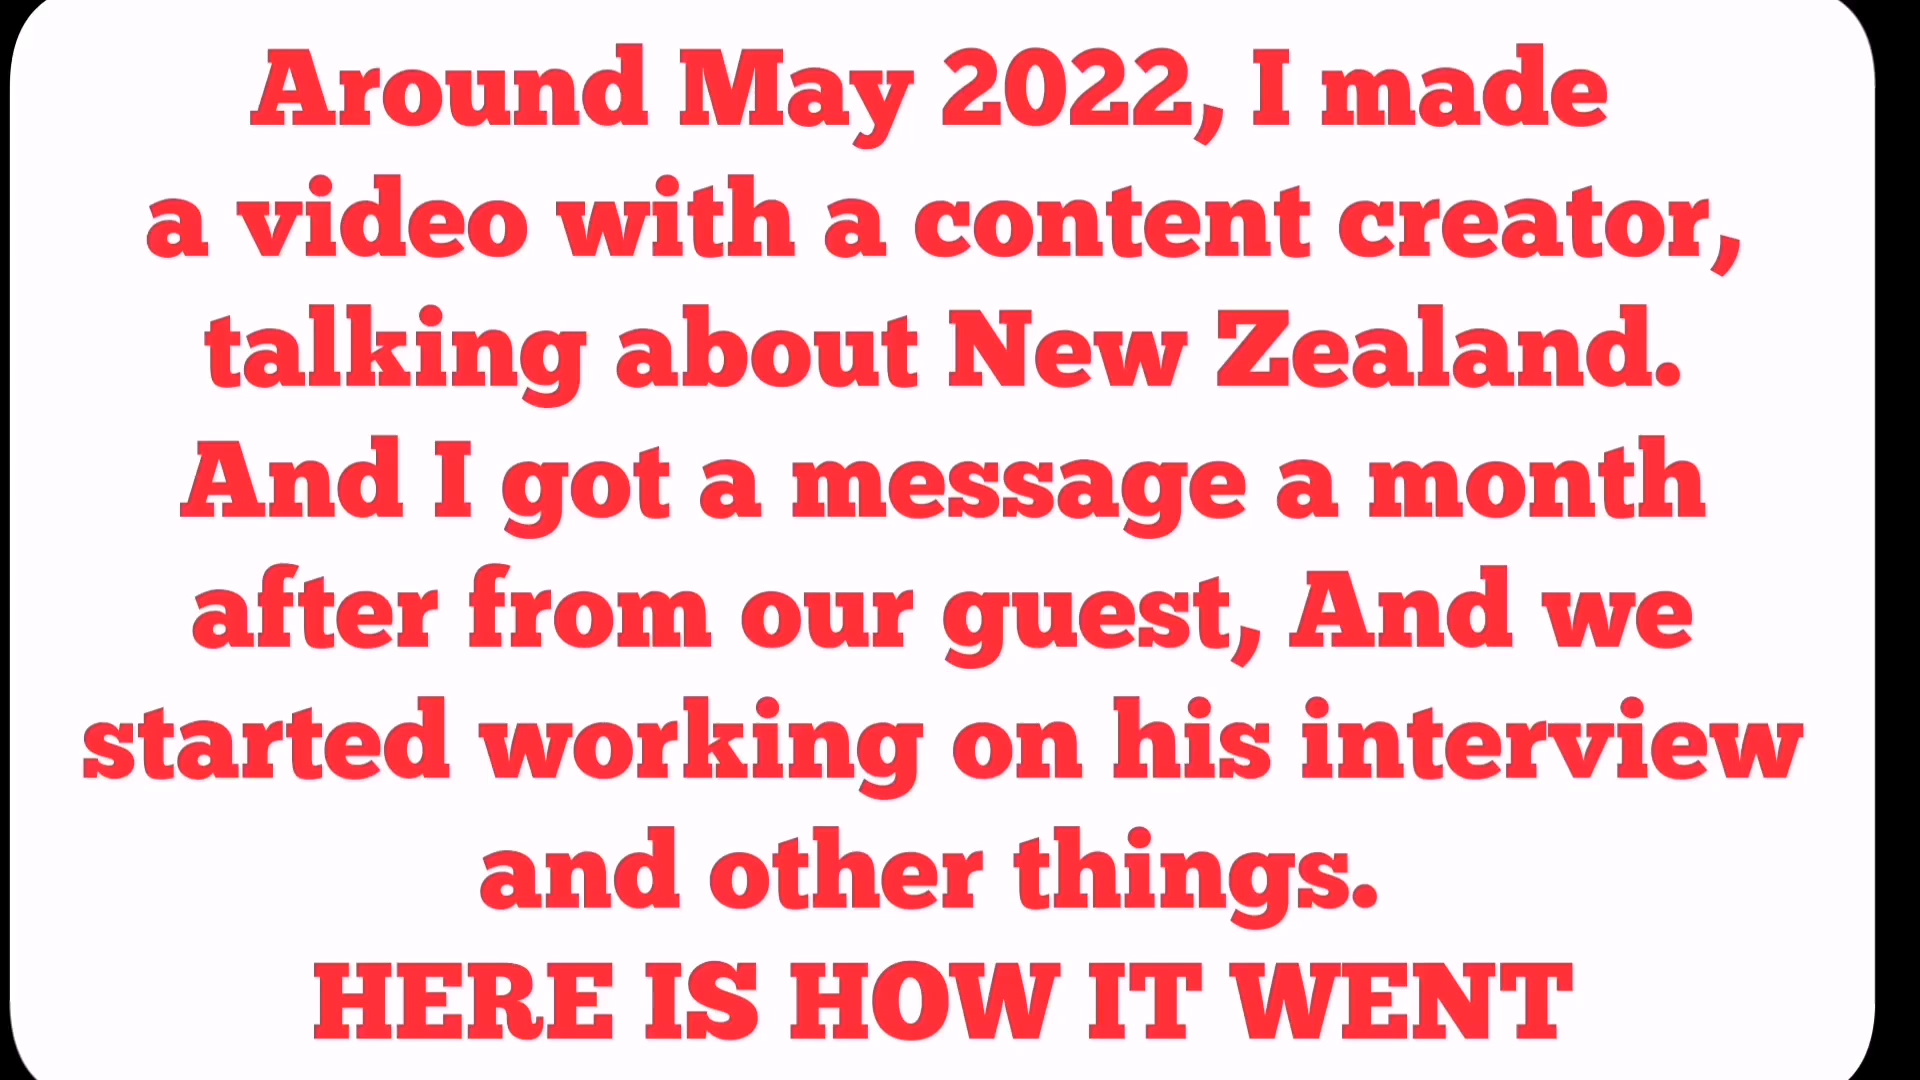 Around May 2022, I made
a video with a content creator,
talking about New Zealand.
And I got a message a month
after from our guest, And we
started working on his interview
and other things.
HERE IS HOW IT WENT